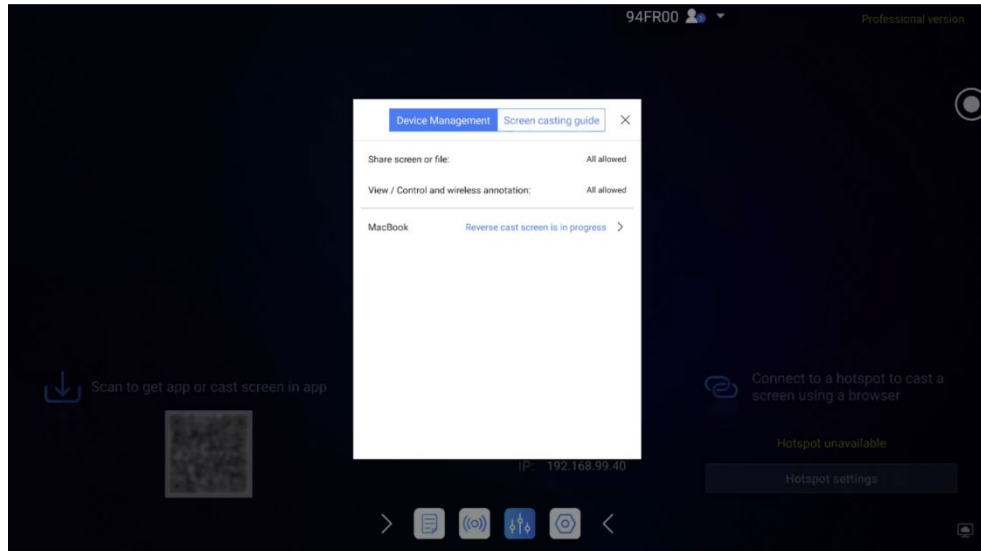 94FR00
Professional version
Device Management
Screen casting guide
Share screen or file:
All allowed
View / Control and wireless annotation:
All allowed
MacBook
Reverse cast screen is in progress
Scan to get app or cast screen in app
Connect to a hotspot to cast a
screen using a browser
Hotspot unavailable
IP: 192.168.99.40
Hotspot settings